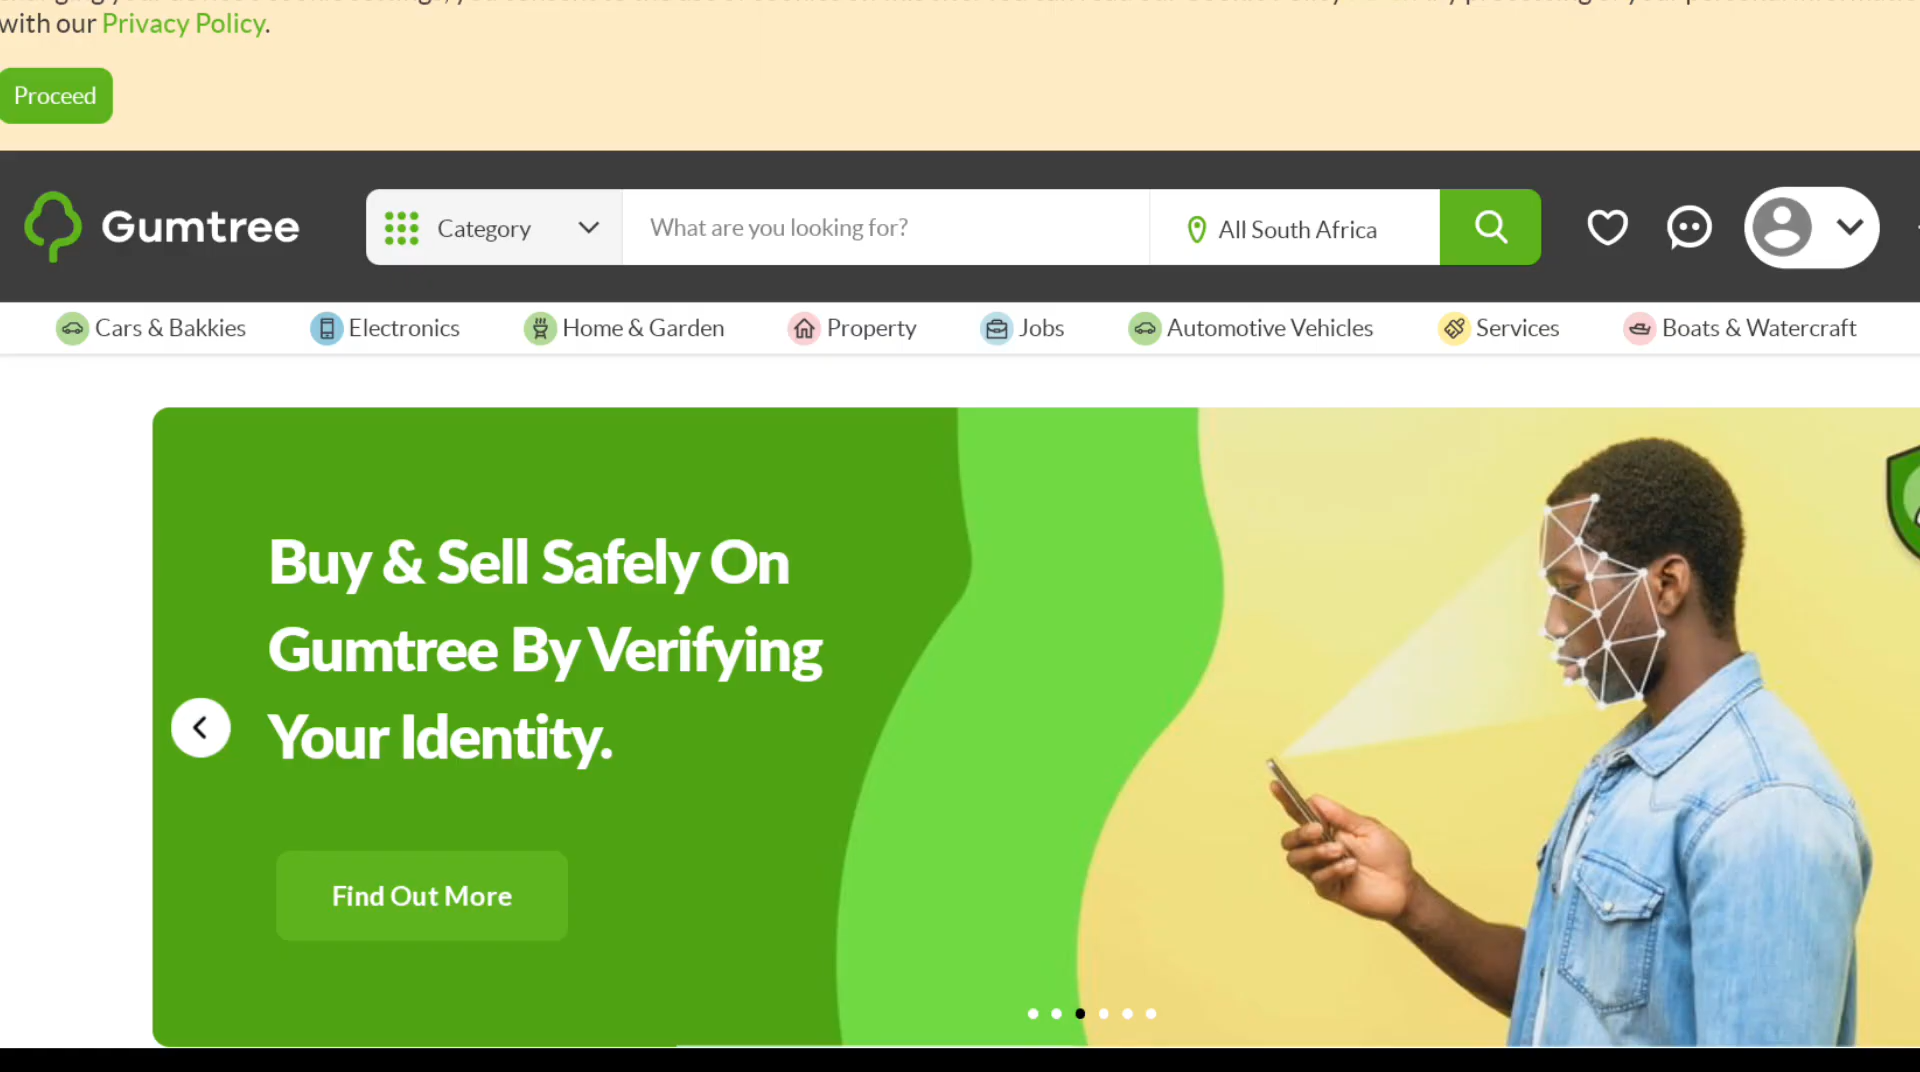 with our Privacy Policy.
Proceed
Gumtree
Category
What are you looking for?
All South Africa
Cars & Bakkies
Electronics
Home & Garden
Property
Jobs
Automotive Vehicles
Services
Boats & Watercraft
Buy & Sell Safely On
Gumtree By Verifying
Your Identity.
Find Out More